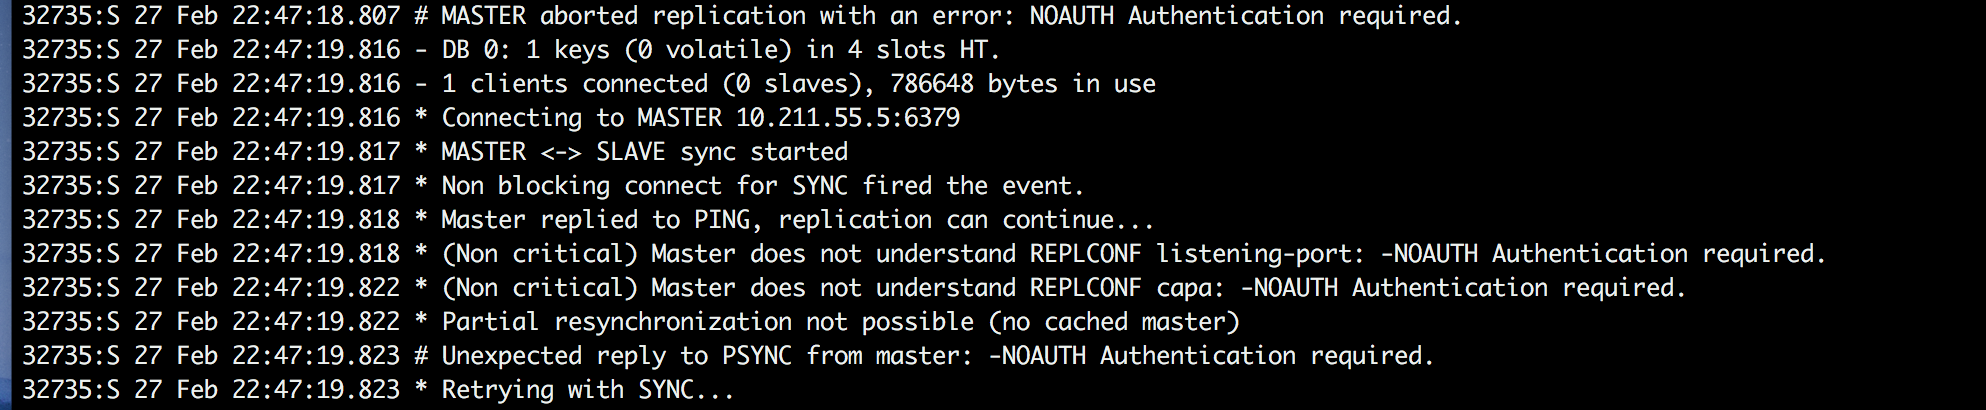 32735:S 27 Feb 22:47:18.807 # MASTER aborted replication with an error: NOAUTH Authentication required.
32735:S 27 Feb 22:47:19.816 - DB 0: 1 keys (0 volatile) in 4 slots HT.
32735:S 27 Feb 22:47:19.816 - 1 clients connected (0 slaves), 786648 bytes in use
32735:S 27 Feb 22:47:19.816 * Connecting to MASTER 10.211.55.5:6379
32735:S 27 Feb 22:47:19.817 * MASTER <-> SLAVE sync started
32735:S 27 Feb 22:47:19.817 * Non blocking connect for SYNC fired the event.
32735:S 27 Feb 22:47:19.818 * Master replied to PING, replication can continue...
32735:S 27 Feb 22:47:19.818 * (Non critical) Master does not understand REPLCONF listening-port: -NOAUTH Authentication required.
32735:S 27 Feb 22:47:19.822 * (Non critical) Master does not understand REPLCONF capa: -NOAUTH Authentication required.
32735:S 27 Feb 22:47:19.822 * Partial resynchronization not possible (no cached master)
32735:S 27 Feb 22:47:19.823 # Unexpected reply to PSYNC from master: -NOAUTH Authentication required.
32735:S 27 Feb 22:47:19.823 * Retrying with SYNC...